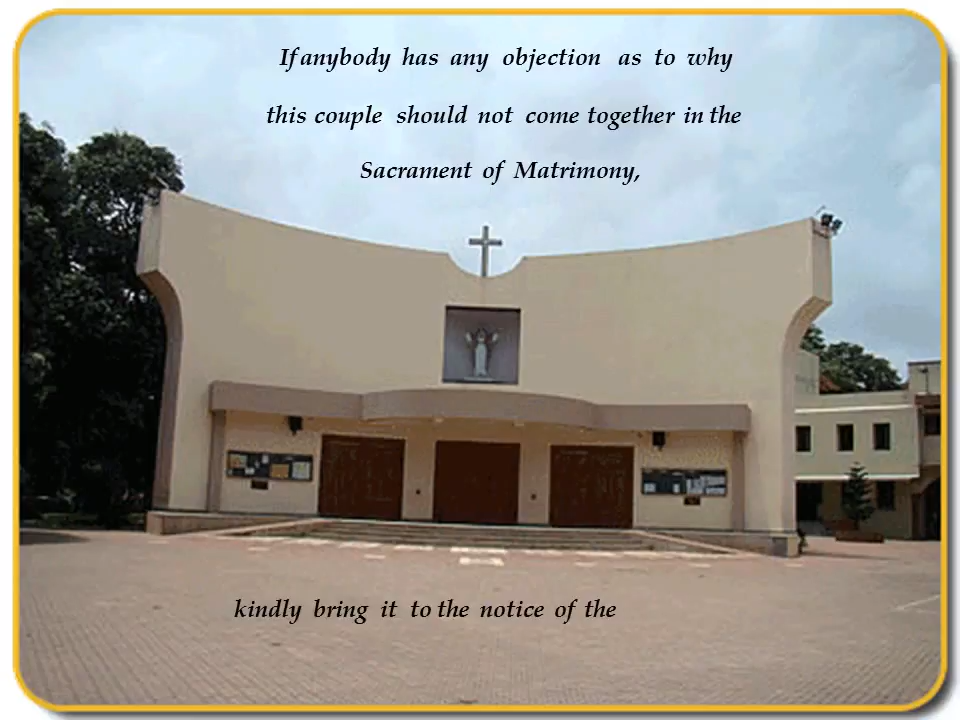 If anybody has any objection as to why
this couple should not come together in the
Sacrament of Matrimony,
kindly bring it to the notice of the